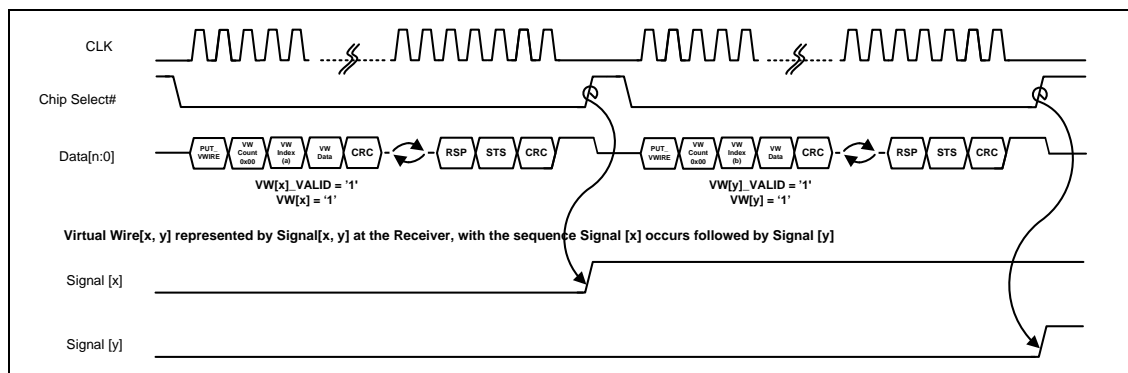 CLK
Chip Select#
Data[n:0]
PUT_
VWIRE
VW
Count
0x00
VW
Index
(a)
VW
Data
CRC
RSP
STS
CRC
PUT_
VWIRE
VW
Count
0x00
VW
Index
(b)
VW
Data
CRC
RSP
STS
CRC
VW[x]_VALID = '1'
VW[x] = ‘1’
VW[y]_VALID = '1'
VW[y] = ‘1’
Virtual Wire[x, y] represented by Signal[x, y] at the Receiver, with the sequence Signal [x] occurs followed by Signal [y]
Signal [x]
Signal [y]